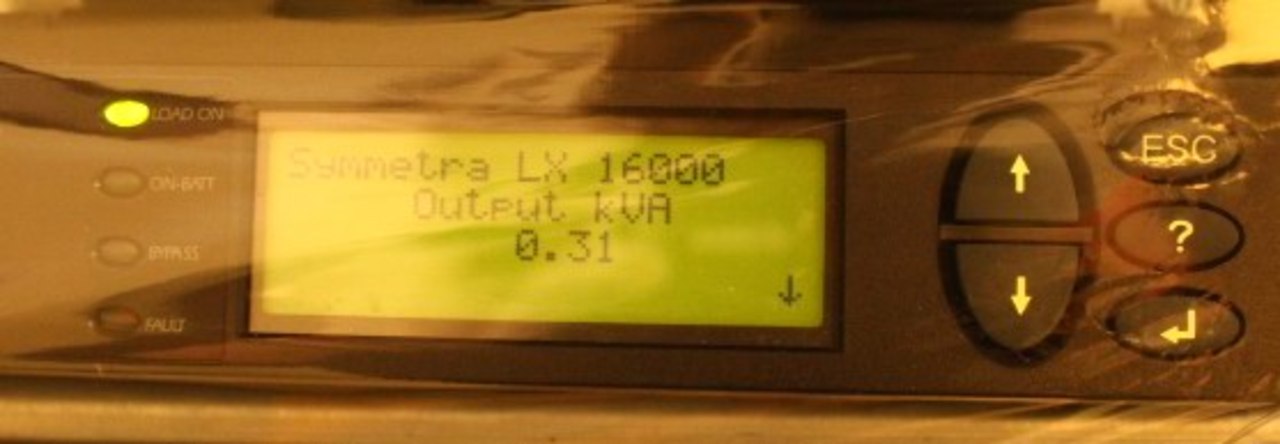 LOAD ON
ON-BATT
BYPASS
FAULT
Symmetra LX 16000
Output kVA
0.31
↓
↑
↓
ESC
?
↵